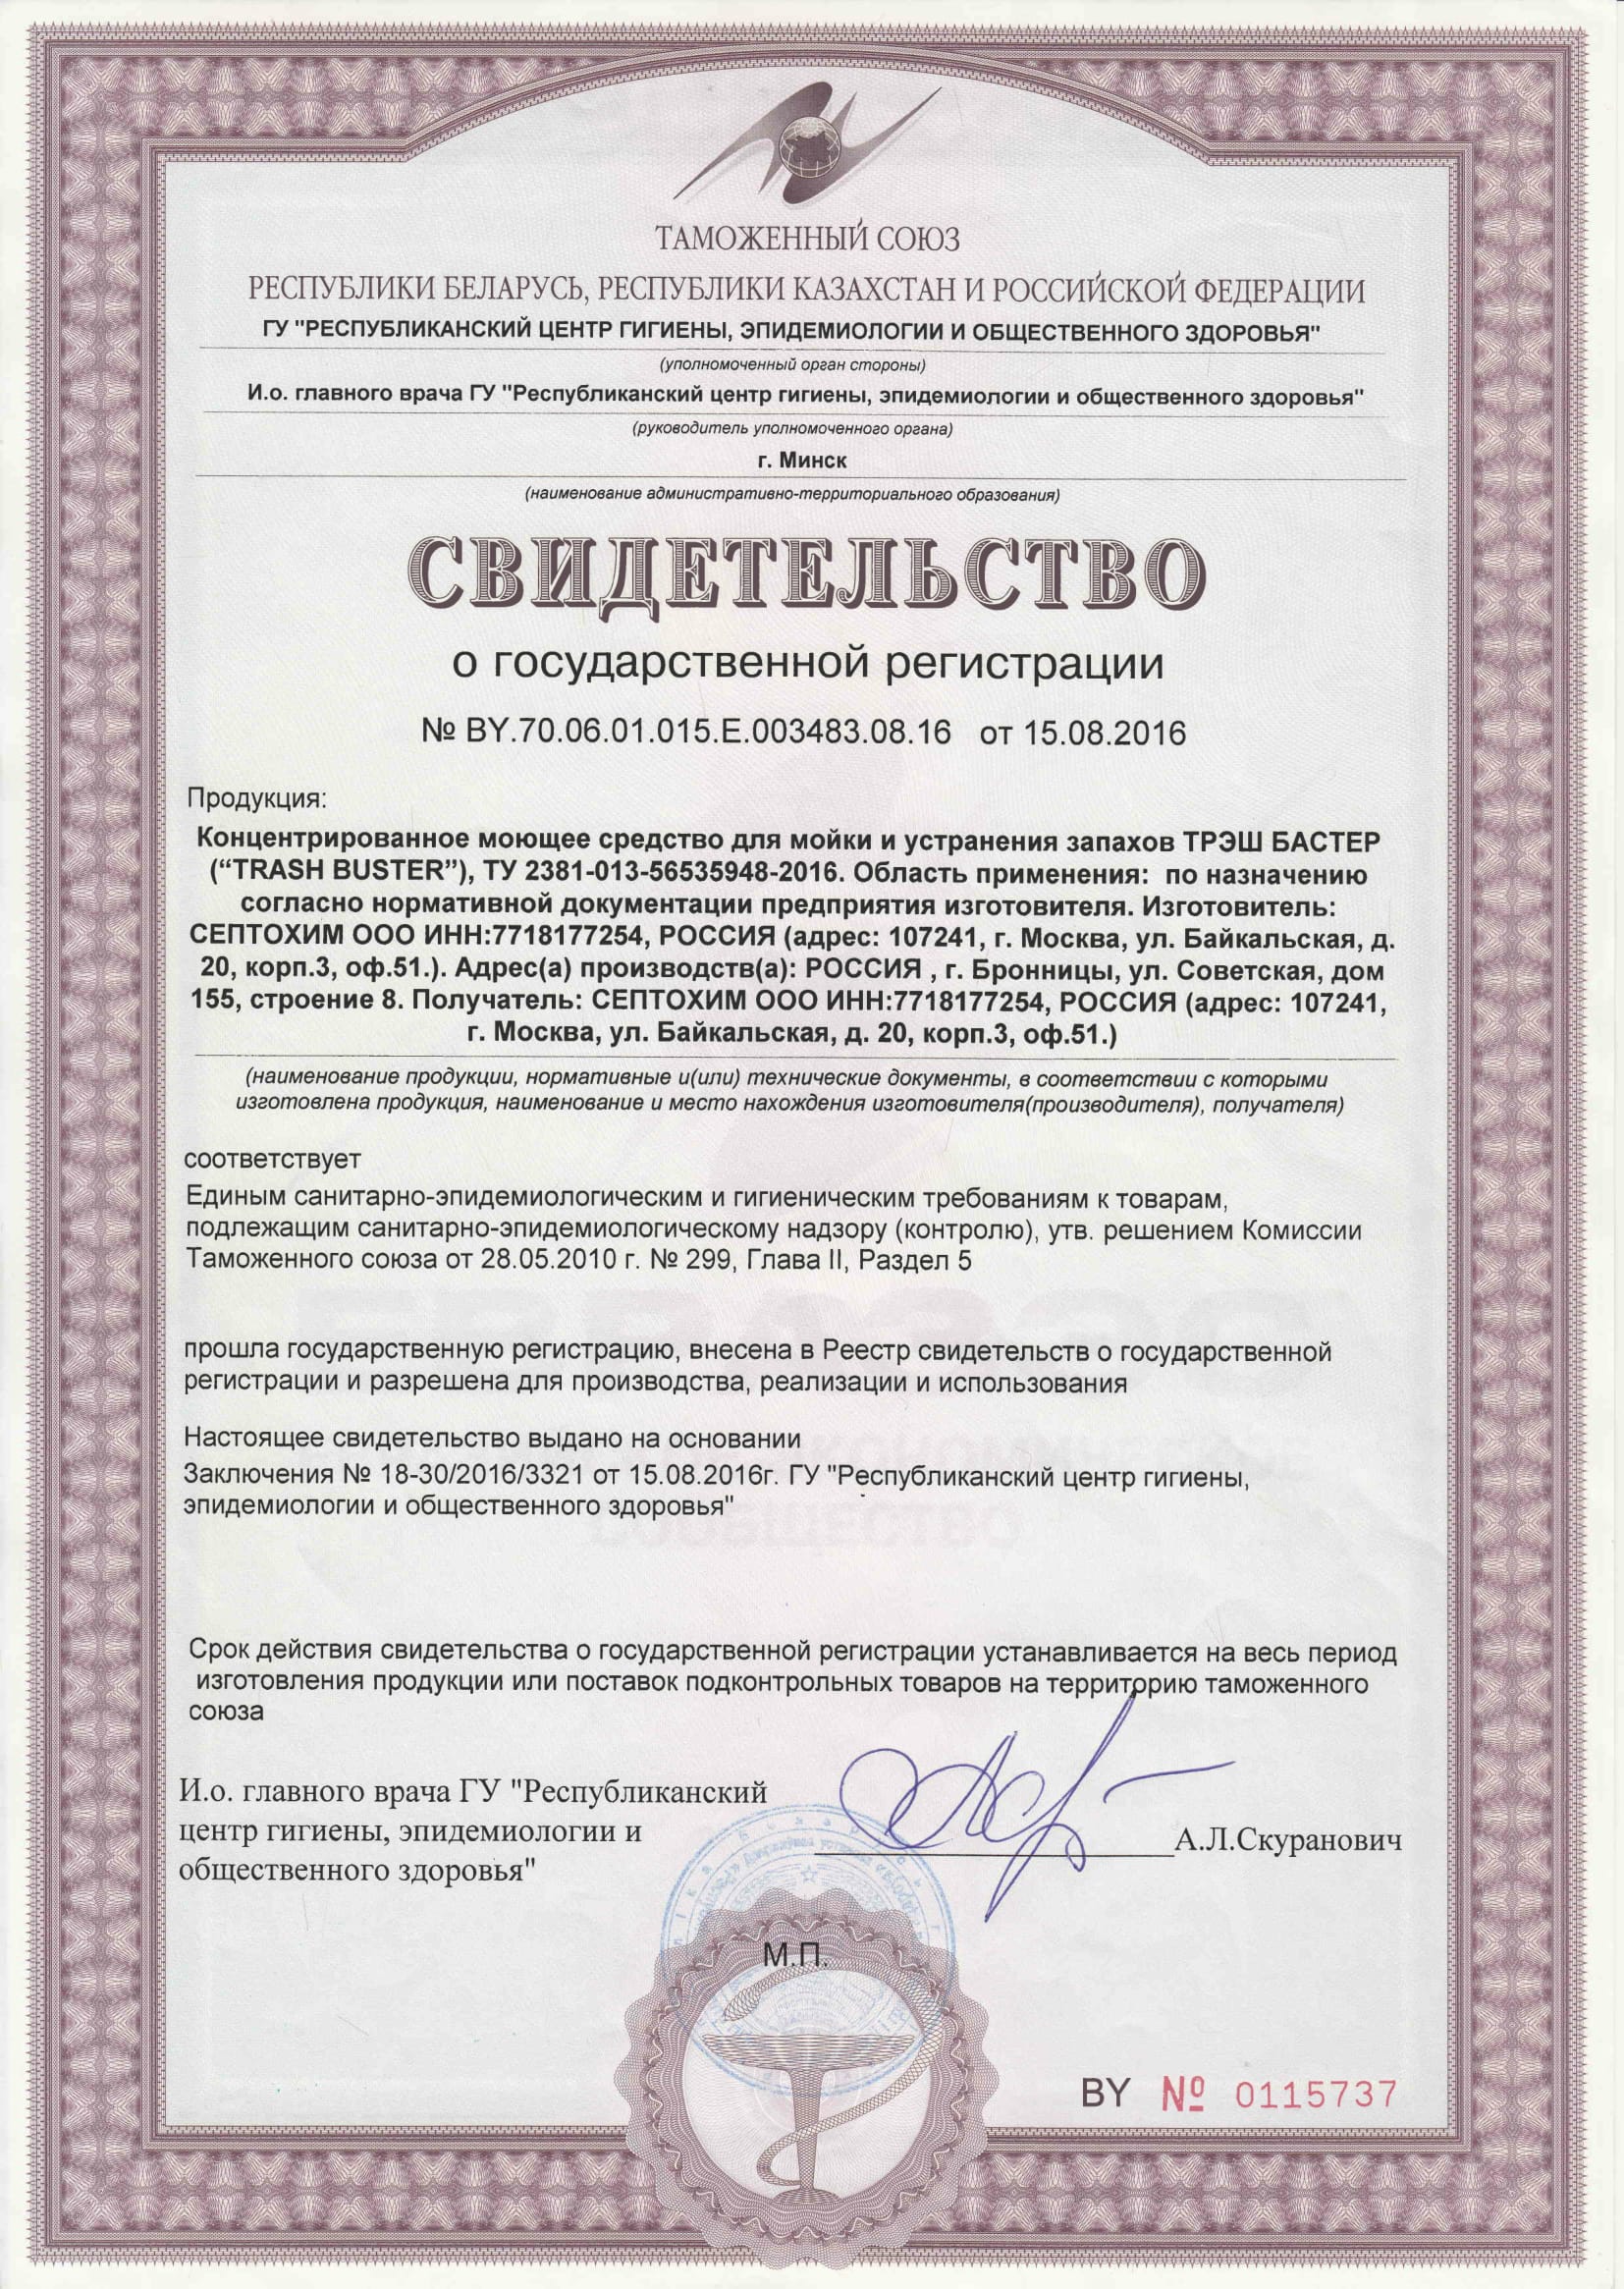 ТАМОЖЕННЫЙ СОЮЗ
РЕСПУБЛИКИ БЕЛАРУСЬ, РЕСПУБЛИКИ КАЗАХСТАН И РОССИЙСКОЙ ФЕДЕРАЦИИ
ГУ "РЕСПУБЛИКАНСКИЙ ЦЕНТР ГИГИЕНЫ, ЭПИДЕМИОЛОГИИ И ОБЩЕСТВЕННОГО ЗДОРОВЬЯ"
(уполномоченный орган стороны)
И.о. главного врача ГУ "Республиканский центр гигиены, эпидемиологии и общественного здоровья"
(руководитель уполномоченного органа)
г. Минск
(наименование административно-территориального образования)
СВИДЕТЕЛЬСТВО
о государственной регистрации
№ BY.70.06.01.015.E.003483.08.16 от 15.08.2016
Продукция:
Концентрированное моющее средство для мойки и устранения запахов ТРЭШ БАСТЕР
(“TRASH BUSTER”), ТУ 2381-013-56535948-2016. Область применения: по назначению
согласно нормативной документации предприятия изготовителя. Изготовитель:
СЕПТОХИМ ООО ИНН:7718177254, РОССИЯ (адрес: 107241, г. Москва, ул. Байкальская, д.
20, корп.3, оф.51.). Адрес(а) производств(а): РОССИЯ , г. Бронницы, ул. Советская, дом
155, строение 8. Получатель: СЕПТОХИМ ООО ИНН:7718177254, РОССИЯ (адрес: 107241,
г. Москва, ул. Байкальская, д. 20, корп.3, оф.51.)
(наименование продукции, нормативные и(или) технические документы, в соответствии с которыми
изготовлена продукция, наименование и место нахождения изготовителя(производителя), получателя)
соответствует
Единым санитарно-эпидемиологическим и гигиеническим требованиям к товарам,
подлежащим санитарно-эпидемиологическому надзору (контролю), утв. решением Комиссии
Таможенного союза от 28.05.2010 г. № 299, Глава II, Раздел 5
прошла государственную регистрацию, внесена в Реестр свидетельств о государственной
регистрации и разрешена для производства, реализации и использования
Настоящее свидетельство выдано на основании
Заключения № 18-30/2016/3321 от 15.08.2016г. ГУ "Республиканский центр гигиены,
эпидемиологии и общественного здоровья"
Срок действия свидетельства о государственной регистрации устанавливается на весь период
изготовления продукции или поставок подконтрольных товаров на территорию таможенного
союза
И.о. главного врача ГУ "Республиканский
центр гигиены, эпидемиологии и
общественного здоровья"
А.Л.Скуранович
М.П.
BY № 0115737